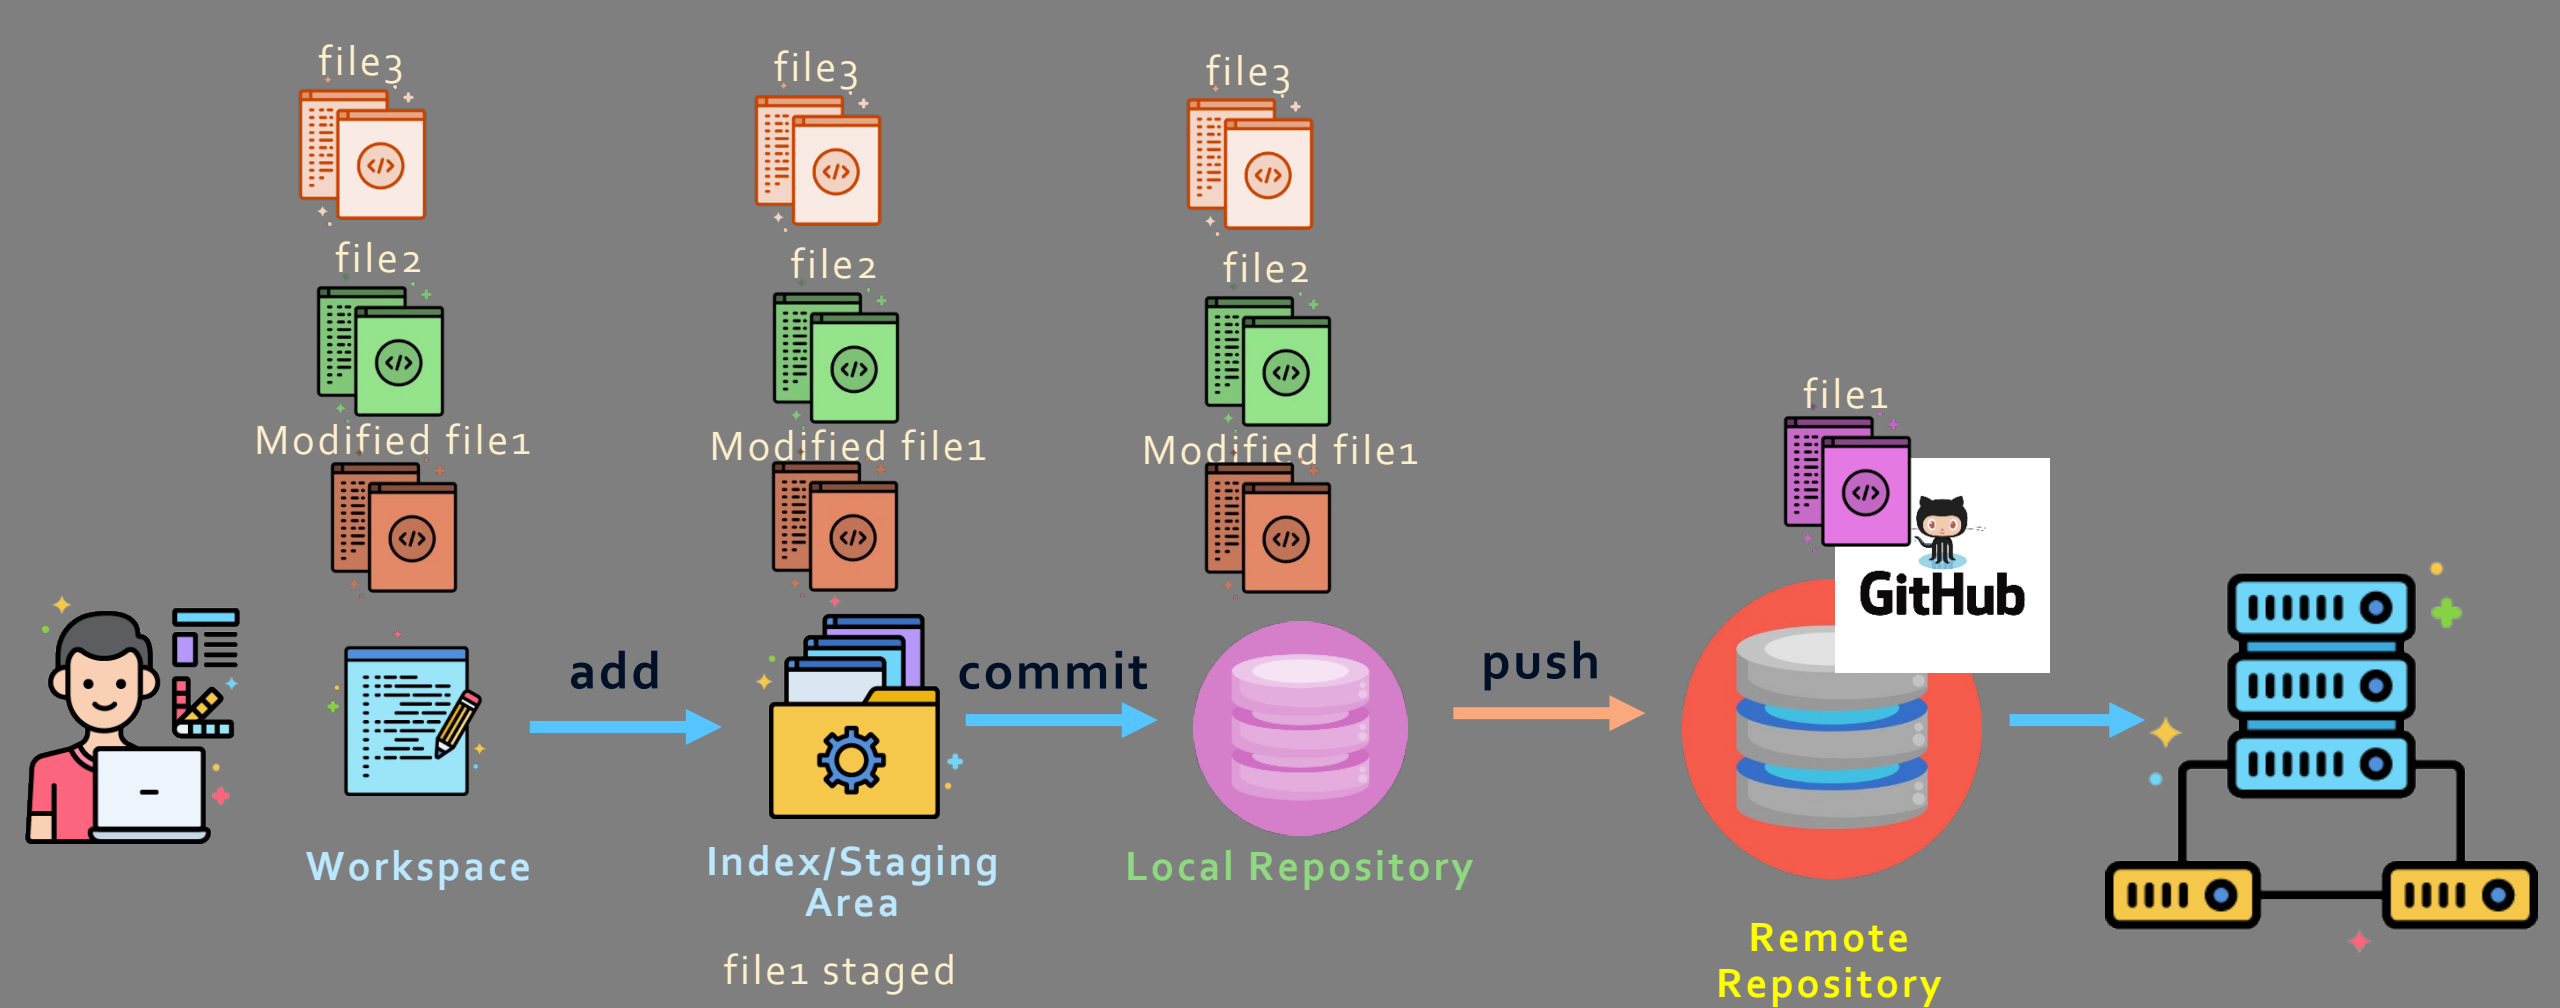 file3
file3
file3
file2
file2
file2
file1
Modified file1
Modified file1
Modified file1
GitHub
add
commit
push
Workspace
Index/Staging
Area
Local Repository
Remote
Repository
file1 staged